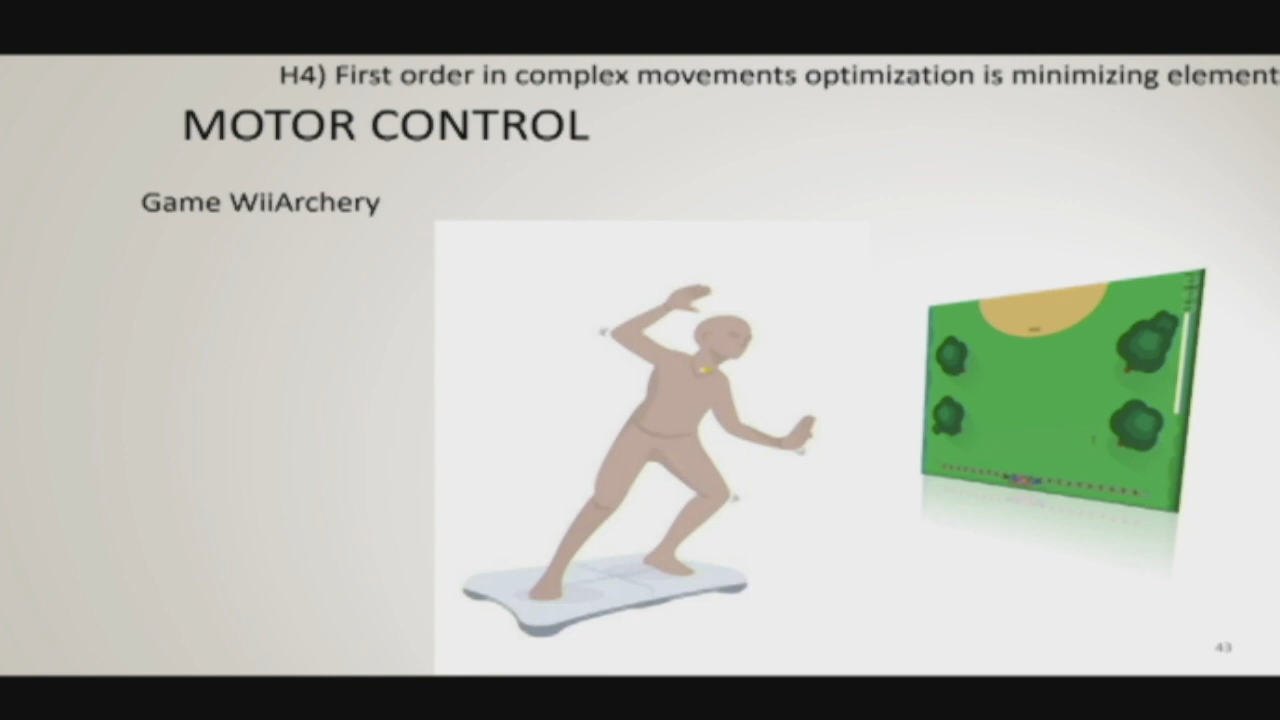 H4) First order in complex movements optimization is minimizing element
MOTOR CONTROL
Game WiiArchery
43